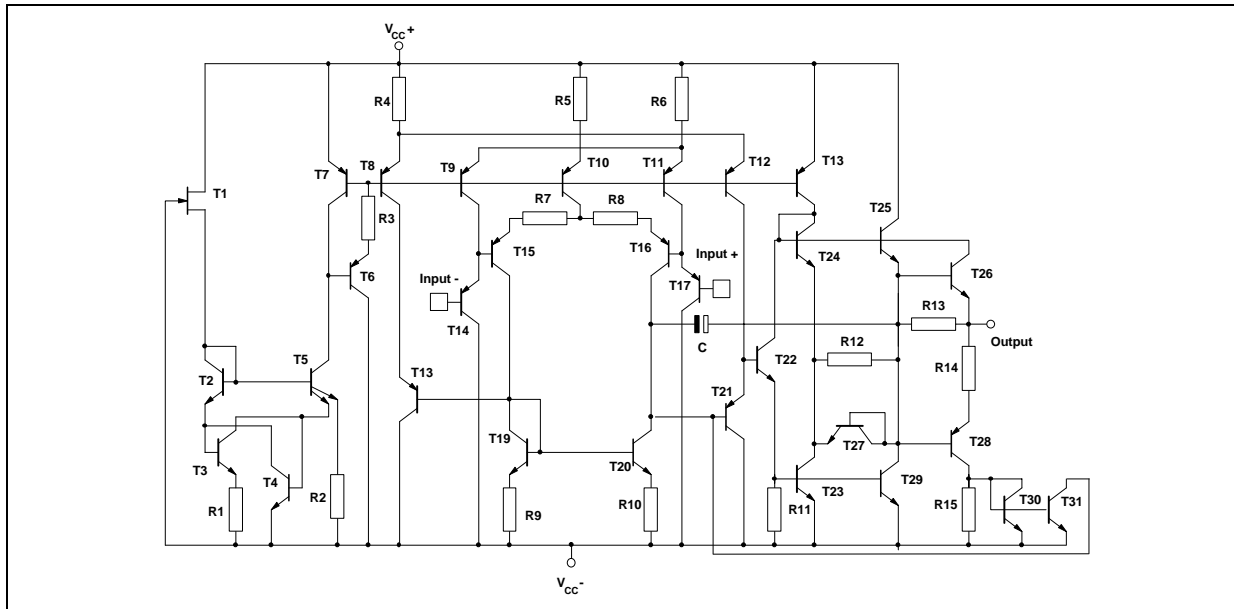 VCC+
R4
R5
R6
T7
T8
T9
T10
T11
T12
T13
T1
R3
R7
R8
T25
T15
T16
Input +
T24
T26
T6
Input -
T17
T14
R13
Output
C
R12
T22
R14
T5
T2
T13
T21
T27
T28
T19
T20
T3
T4
T23
T29
R1
R2
R9
R10
R11
R15
T30
T31
VCC-